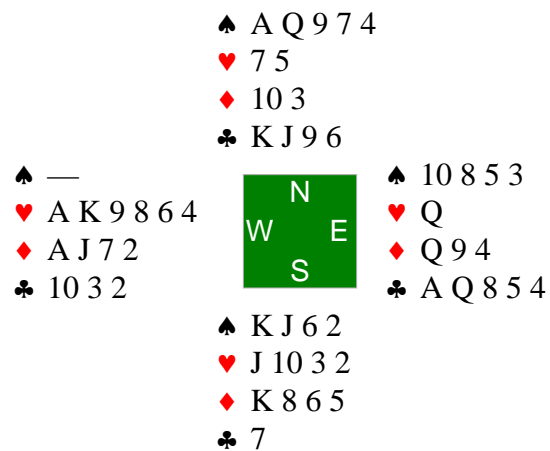 ♠ A Q 9 7 4
♥ 7 5
♦ 10 3
♣ K J 9 6
♠ —
♥ A K 9 8 6 4
♦ A J 7 2
♣ 10 3 2
N
W E
S
♠ 10 8 5 3
♥ Q
♦ Q 9 4
♣ A Q 8 5 4
♠ K J 6 2
♥ J 10 3 2
♦ K 8 6 5
♣ 7